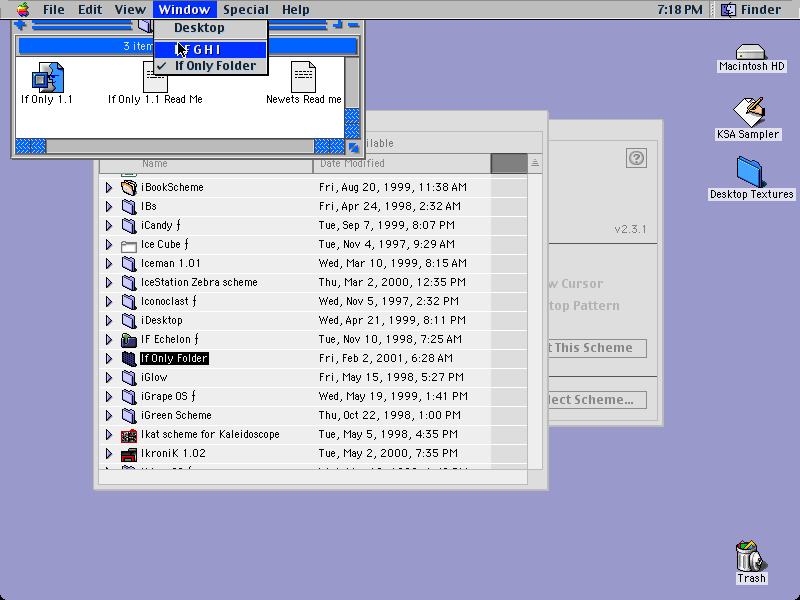 File Edit View Window Special Help 7:18 PM Finder
Desktop
F G H I
If Only Folder
3 item
If Only 1.1
If Only 1.1 Read Me
Newets Read me
Macintosh HD
KSA Sampler
Desktop Textures
Trash
ilable
Name Date Modified
iBookScheme Fri, Aug 20, 1999, 11:38 AM
IBs Fri, Apr 24, 1998, 2:32 AM
iCandy ƒ Tue, Sep 7, 1999, 8:07 PM
Ice Cube ƒ Tue, Nov 4, 1997, 9:29 AM
Iceman 1.01 Wed, Mar 10, 1999, 8:15 AM
IceStation Zebra scheme Thu, Mar 2, 2000, 12:35 PM
Iconoclast ƒ Wed, Nov 5, 1997, 2:32 PM
iDesktop Wed, Apr 21, 1999, 8:11 PM
IF Echelon ƒ Tue, Nov 10, 1998, 7:25 AM
If Only Folder Fri, Feb 2, 2001, 6:28 AM
iGlow Fri, May 15, 1998, 5:27 PM
iGrape OS ƒ Wed, May 19, 1999, 1:41 PM
iGreen Scheme Thu, Oct 22, 1998, 1:00 PM
Ikat scheme for Kaleidoscope Tue, May 5, 1998, 4:35 PM
IkroniK 1.02 Tue, May 2, 2000, 7:35 PM
v2.3.1
w Cursor
top Pattern
t This Scheme
lect Scheme...